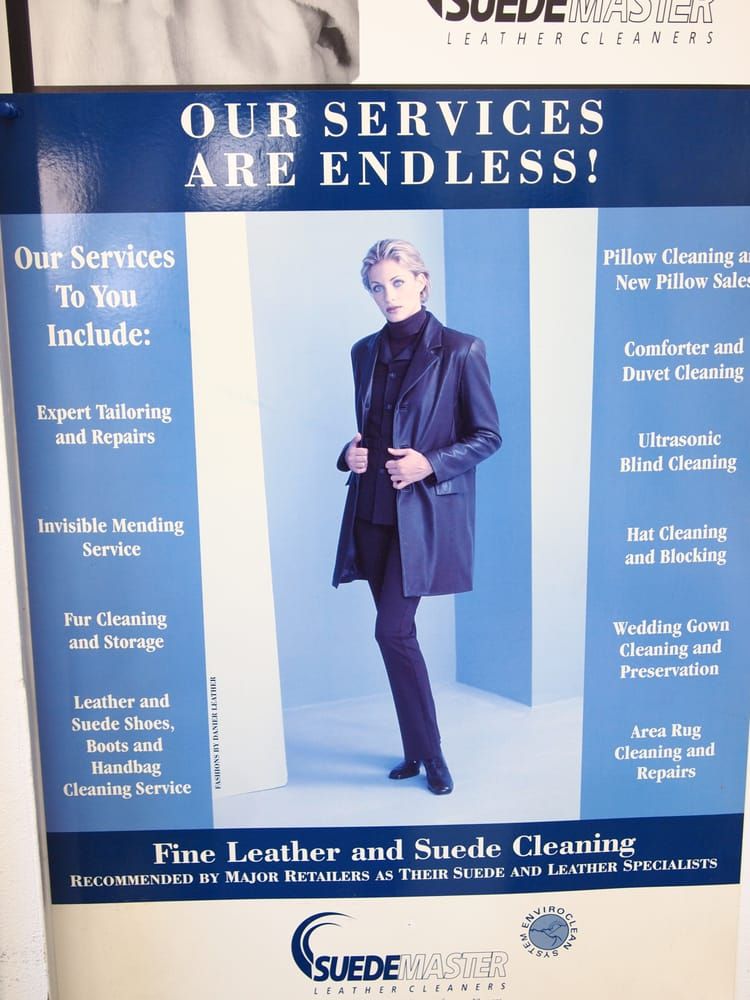 SUEDEMASTER
LEATHER CLEANERS
OUR SERVICES
ARE ENDLESS!
Our Services
To You
Include:
Expert Tailoring
and Repairs
Invisible Mending
Service
Fur Cleaning
and Storage
Leather and
Suede Shoes,
Boots and
Handbag
Cleaning Service
FASHIONS BY DANIER LEATHER
Pillow Cleaning a
New Pillow Sales
Comforter and
Duvet Cleaning
Ultrasonic
Blind Cleaning
Hat Cleaning
and Blocking
Wedding Gown
Cleaning and
Preservation
Area Rug
Cleaning and
Repairs
Fine Leather and Suede Cleaning
RECOMMENDED BY MAJOR RETAILERS AS THEIR SUEDE AND LEATHER SPECIALISTS
SUEDEMASTER
LEATHER CLEANERS
ENVIROCLEAN
SYSTEM